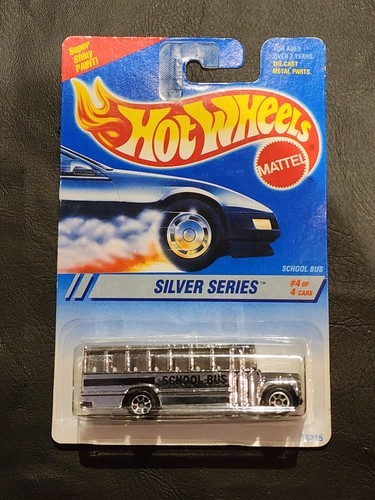 Super
Shiny
PAINT!
FOR AGES
OVER 3 YEARS
DIE CAST
METAL PARTS
HOT WHEELS
MATTEL
SCHOOL BUS
SILVER SERIES™
#4 OF
4 CARS
SCHOOL BUS